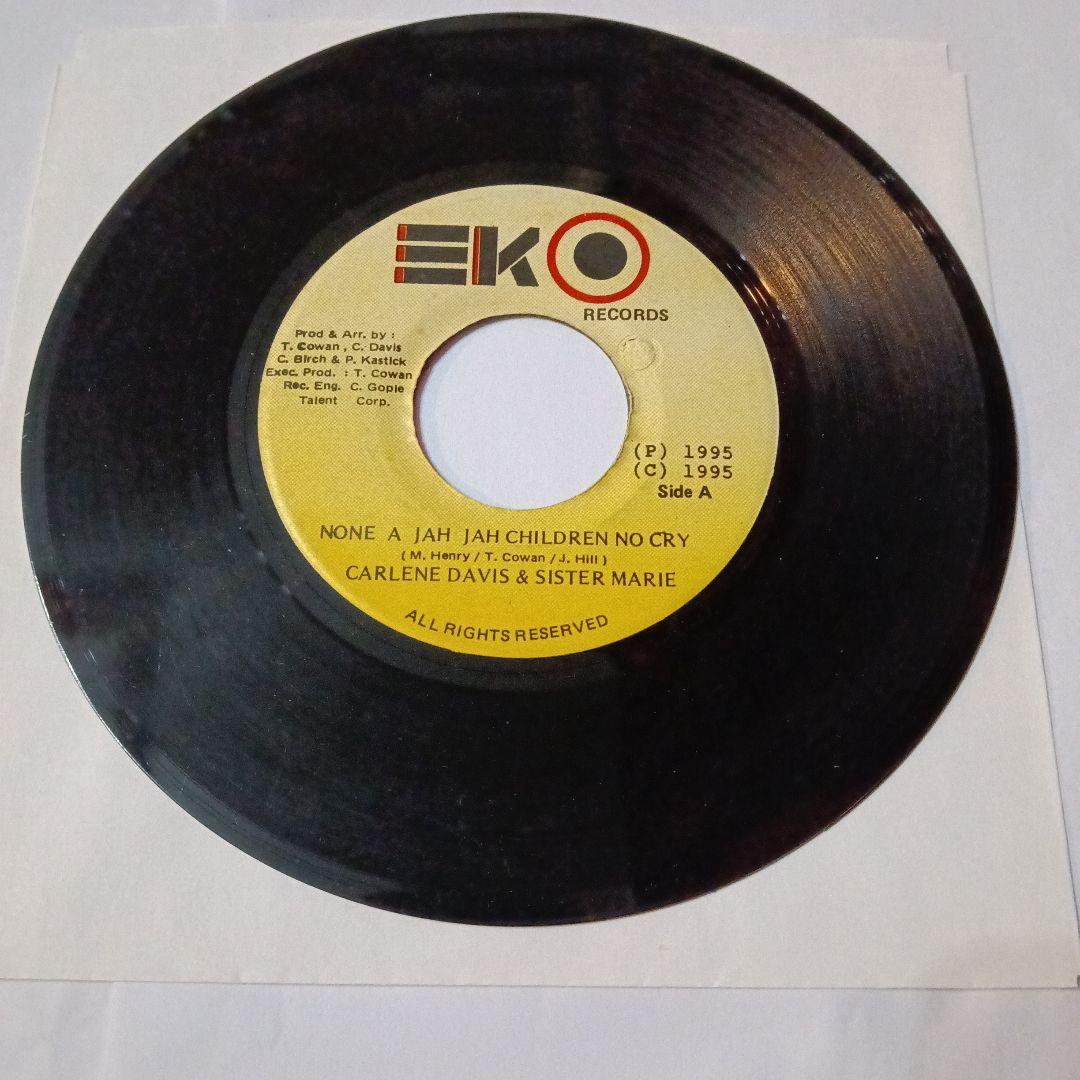 EKO
RECORDS
Prod & Arr. by :
T. Cowan , C. Davis
C. Birch & P. Kastick
Exec. Prod. : T. Cowan
Rec. Eng. C. Gople
Talent Corp.
(P) 1995
(C) 1995
Side A
NONE A JAH JAH CHILDREN NO CRY
( M. Henry / T. Cowan / J. Hill )
CARLENE DAVIS & SISTER MARIE
ALL RIGHTS RESERVED